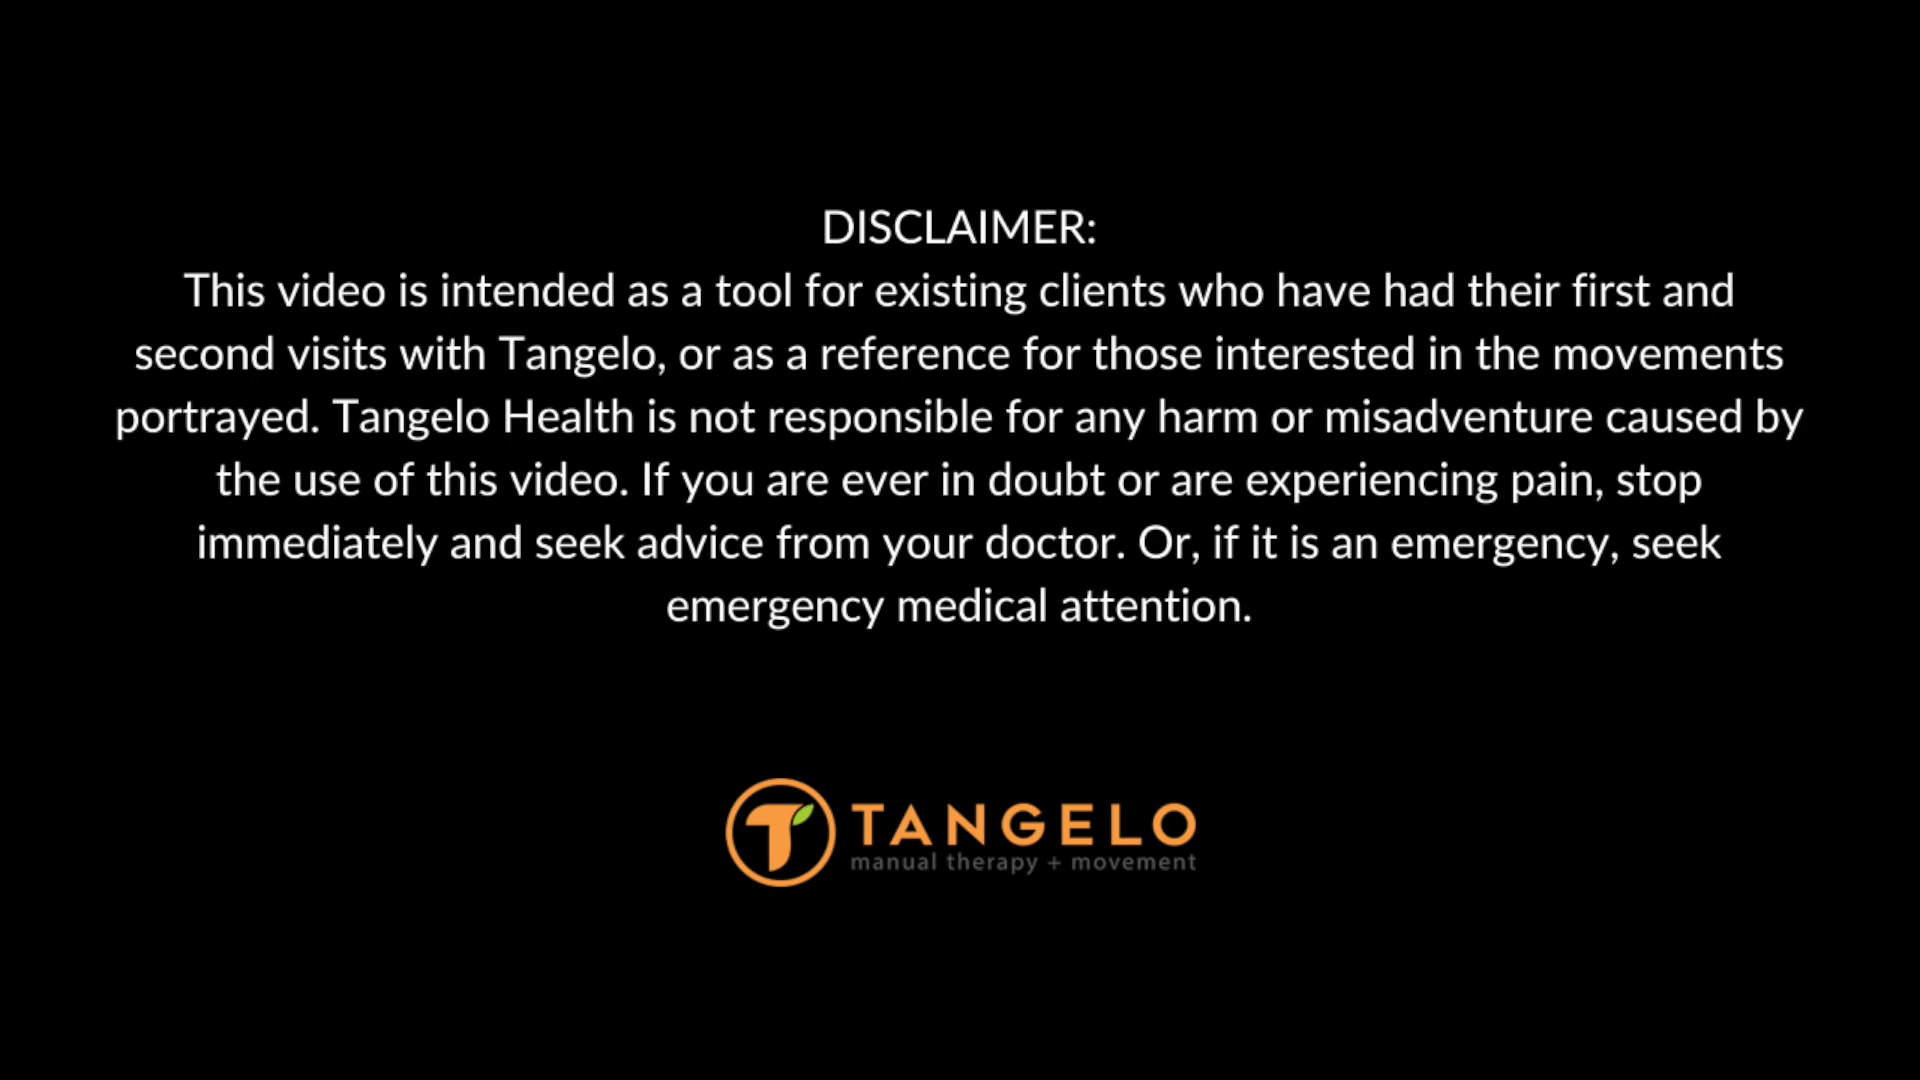 DISCLAIMER:
This video is intended as a tool for existing clients who have had their first and
second visits with Tangelo, or as a reference for those interested in the movements
portrayed. Tangelo Health is not responsible for any harm or misadventure caused by
the use of this video. If you are ever in doubt or are experiencing pain, stop
immediately and seek advice from your doctor. Or, if it is an emergency, seek
emergency medical attention.
TANGELO
manual therapy + movement